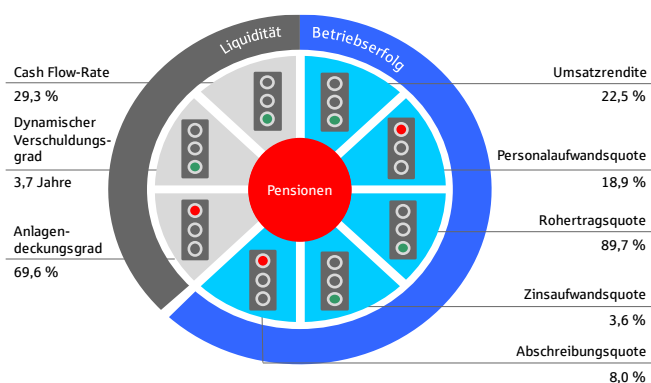 Liquidität
Betriebserfolg
Cash Flow-Rate
29,3 %
Dynamischer
Verschuldungs-
grad
3,7 Jahre
Anlagen-
deckungsgrad
69,6 %
Pensionen
Umsatzrendite
22,5 %
Personalaufwandsquote
18,9 %
Rohertragsquote
89,7 %
Zinsaufwandsquote
3,6 %
Abschreibungsquote
8,0 %